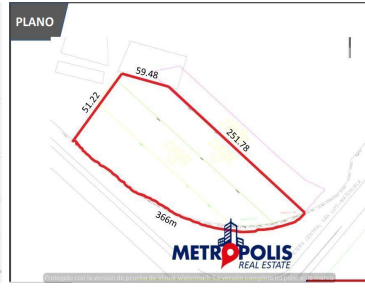 PLANO
59.48
51.22
251.78
366m
METROPOLIS
REAL ESTATE